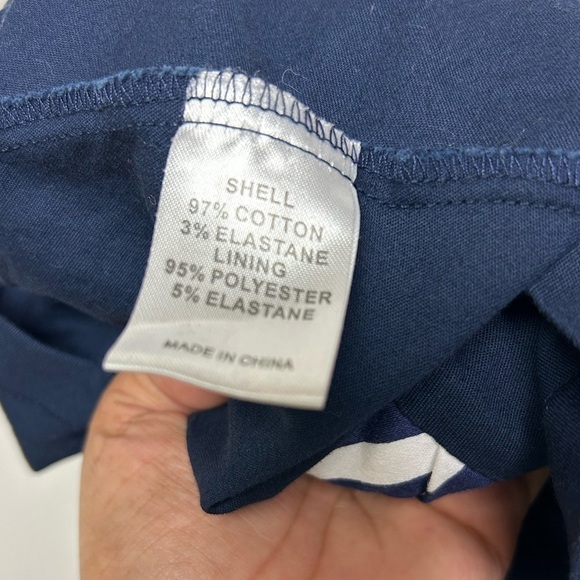 SHELL
97% COTTON
3% ELASTANE
LINING
95% POLYESTER
5% ELASTANE
MADE IN CHINA